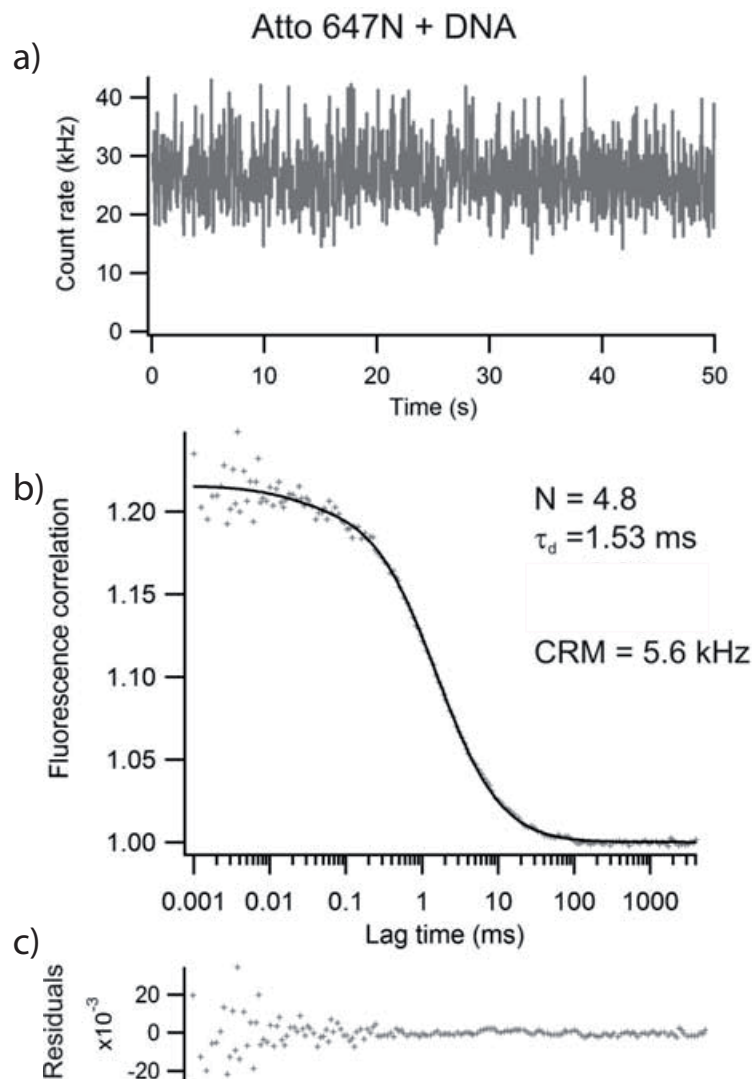 Atto 647N + DNA
a)
Count rate (kHz)
40
30
20
10
0
0 10 20 30 40 50
Time (s)
b)
Fluorescence correlation
1.20
1.15
1.10
1.05
1.00
N = 4.8
τd =1.53 ms
CRM = 5.6 kHz
0.001 0.01 0.1 1 10 100 1000
Lag time (ms)
c)
Residuals
x10-3
20
0
-20